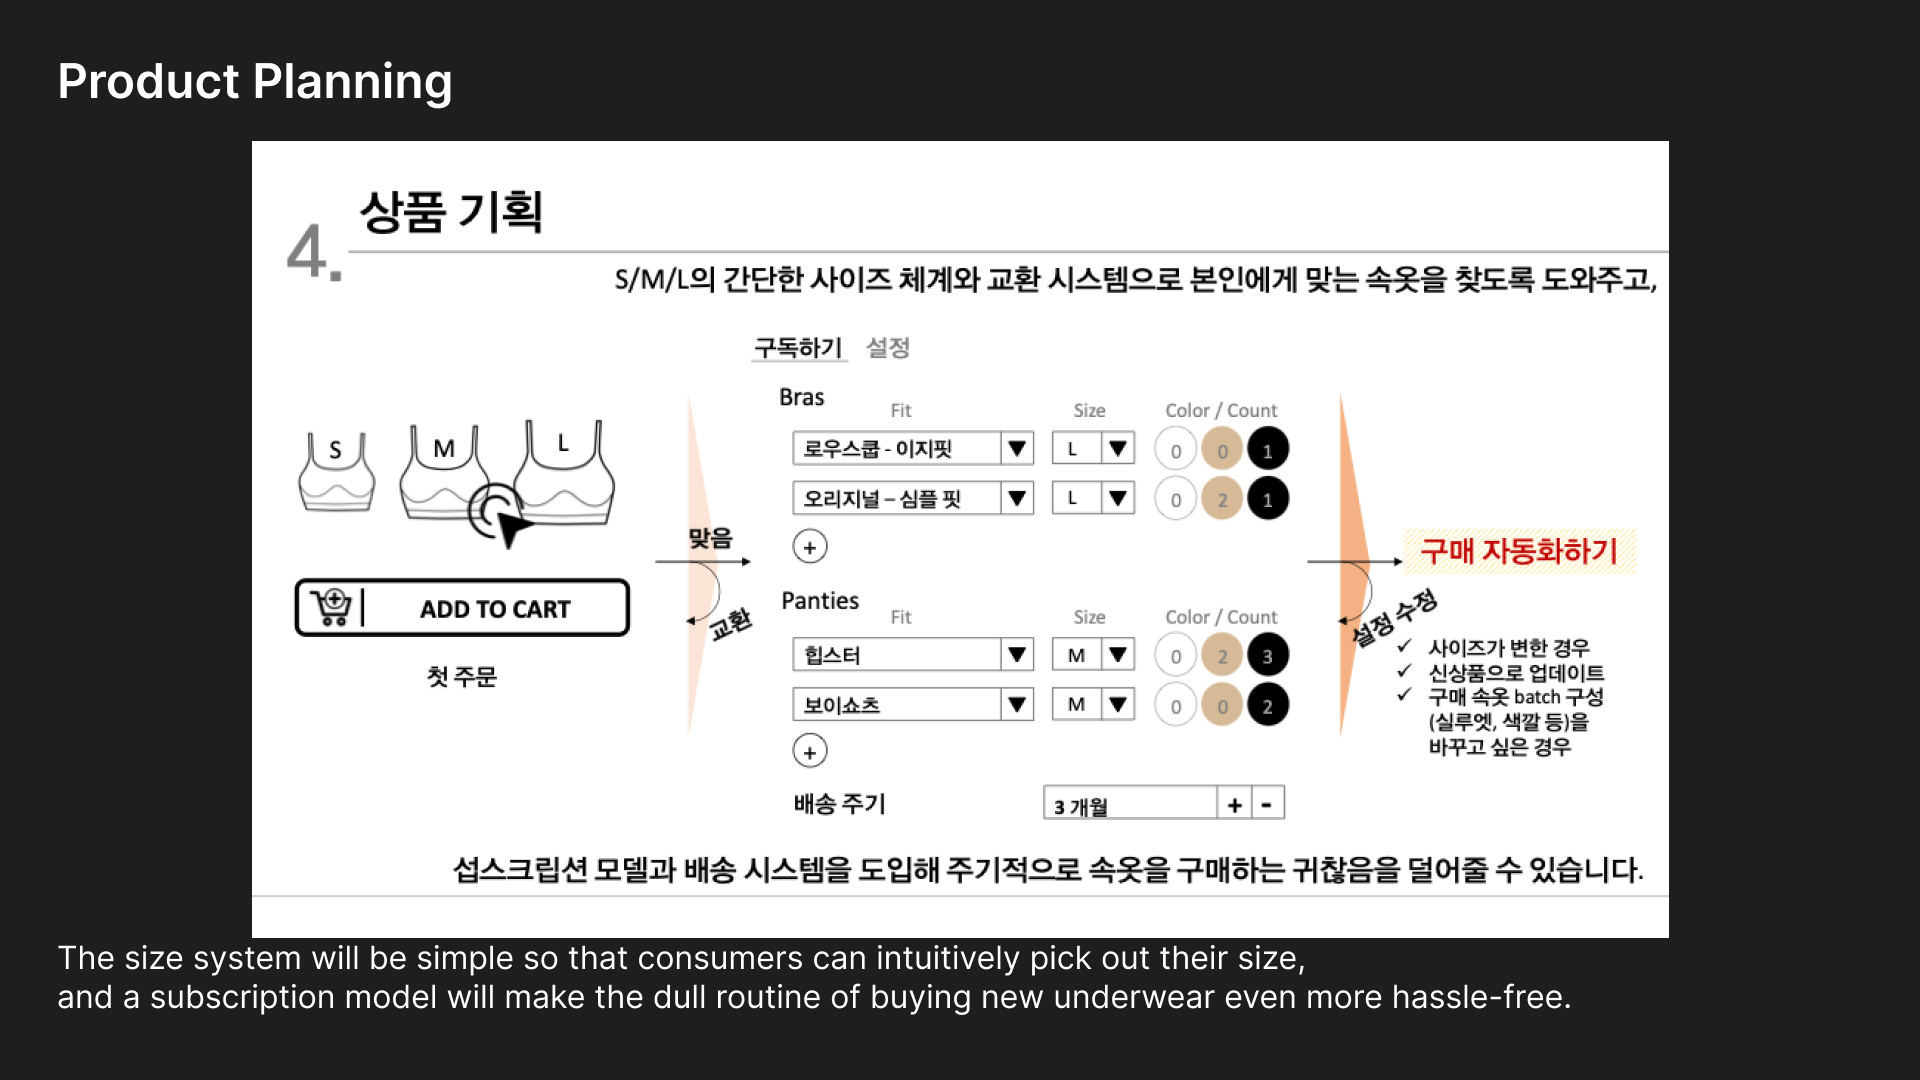 Product Planning
4.
상품 기획
S/M/L의 간단한 사이즈 체계와 교환 시스템으로 본인에게 맞는 속옷을 찾도록 도와주고,
S
M
L
ADD TO CART
첫 주문
맞음
교환
구독하기 설정
Bras
Fit Size Color / Count
로우스쿱 - 이지핏 L 0 0 1
오리지널 – 심플 핏 L 0 2 1
+
Panties
Fit Size Color / Count
힙스터 M 0 2 3
보이쇼츠 M 0 0 2
+
배송 주기 3 개월 + -
구매 자동화하기
설정 수정
✓ 사이즈가 변한 경우
✓ 신상품으로 업데이트
✓ 구매 속옷 batch 구성
(실루엣, 색깔 등)을
바꾸고 싶은 경우
섭스크립션 모델과 배송 시스템을 도입해 주기적으로 속옷을 구매하는 귀찮음을 덜어줄 수 있습니다.
The size system will be simple so that consumers can intuitively pick out their size,
and a subscription model will make the dull routine of buying new underwear even more hassle-free.